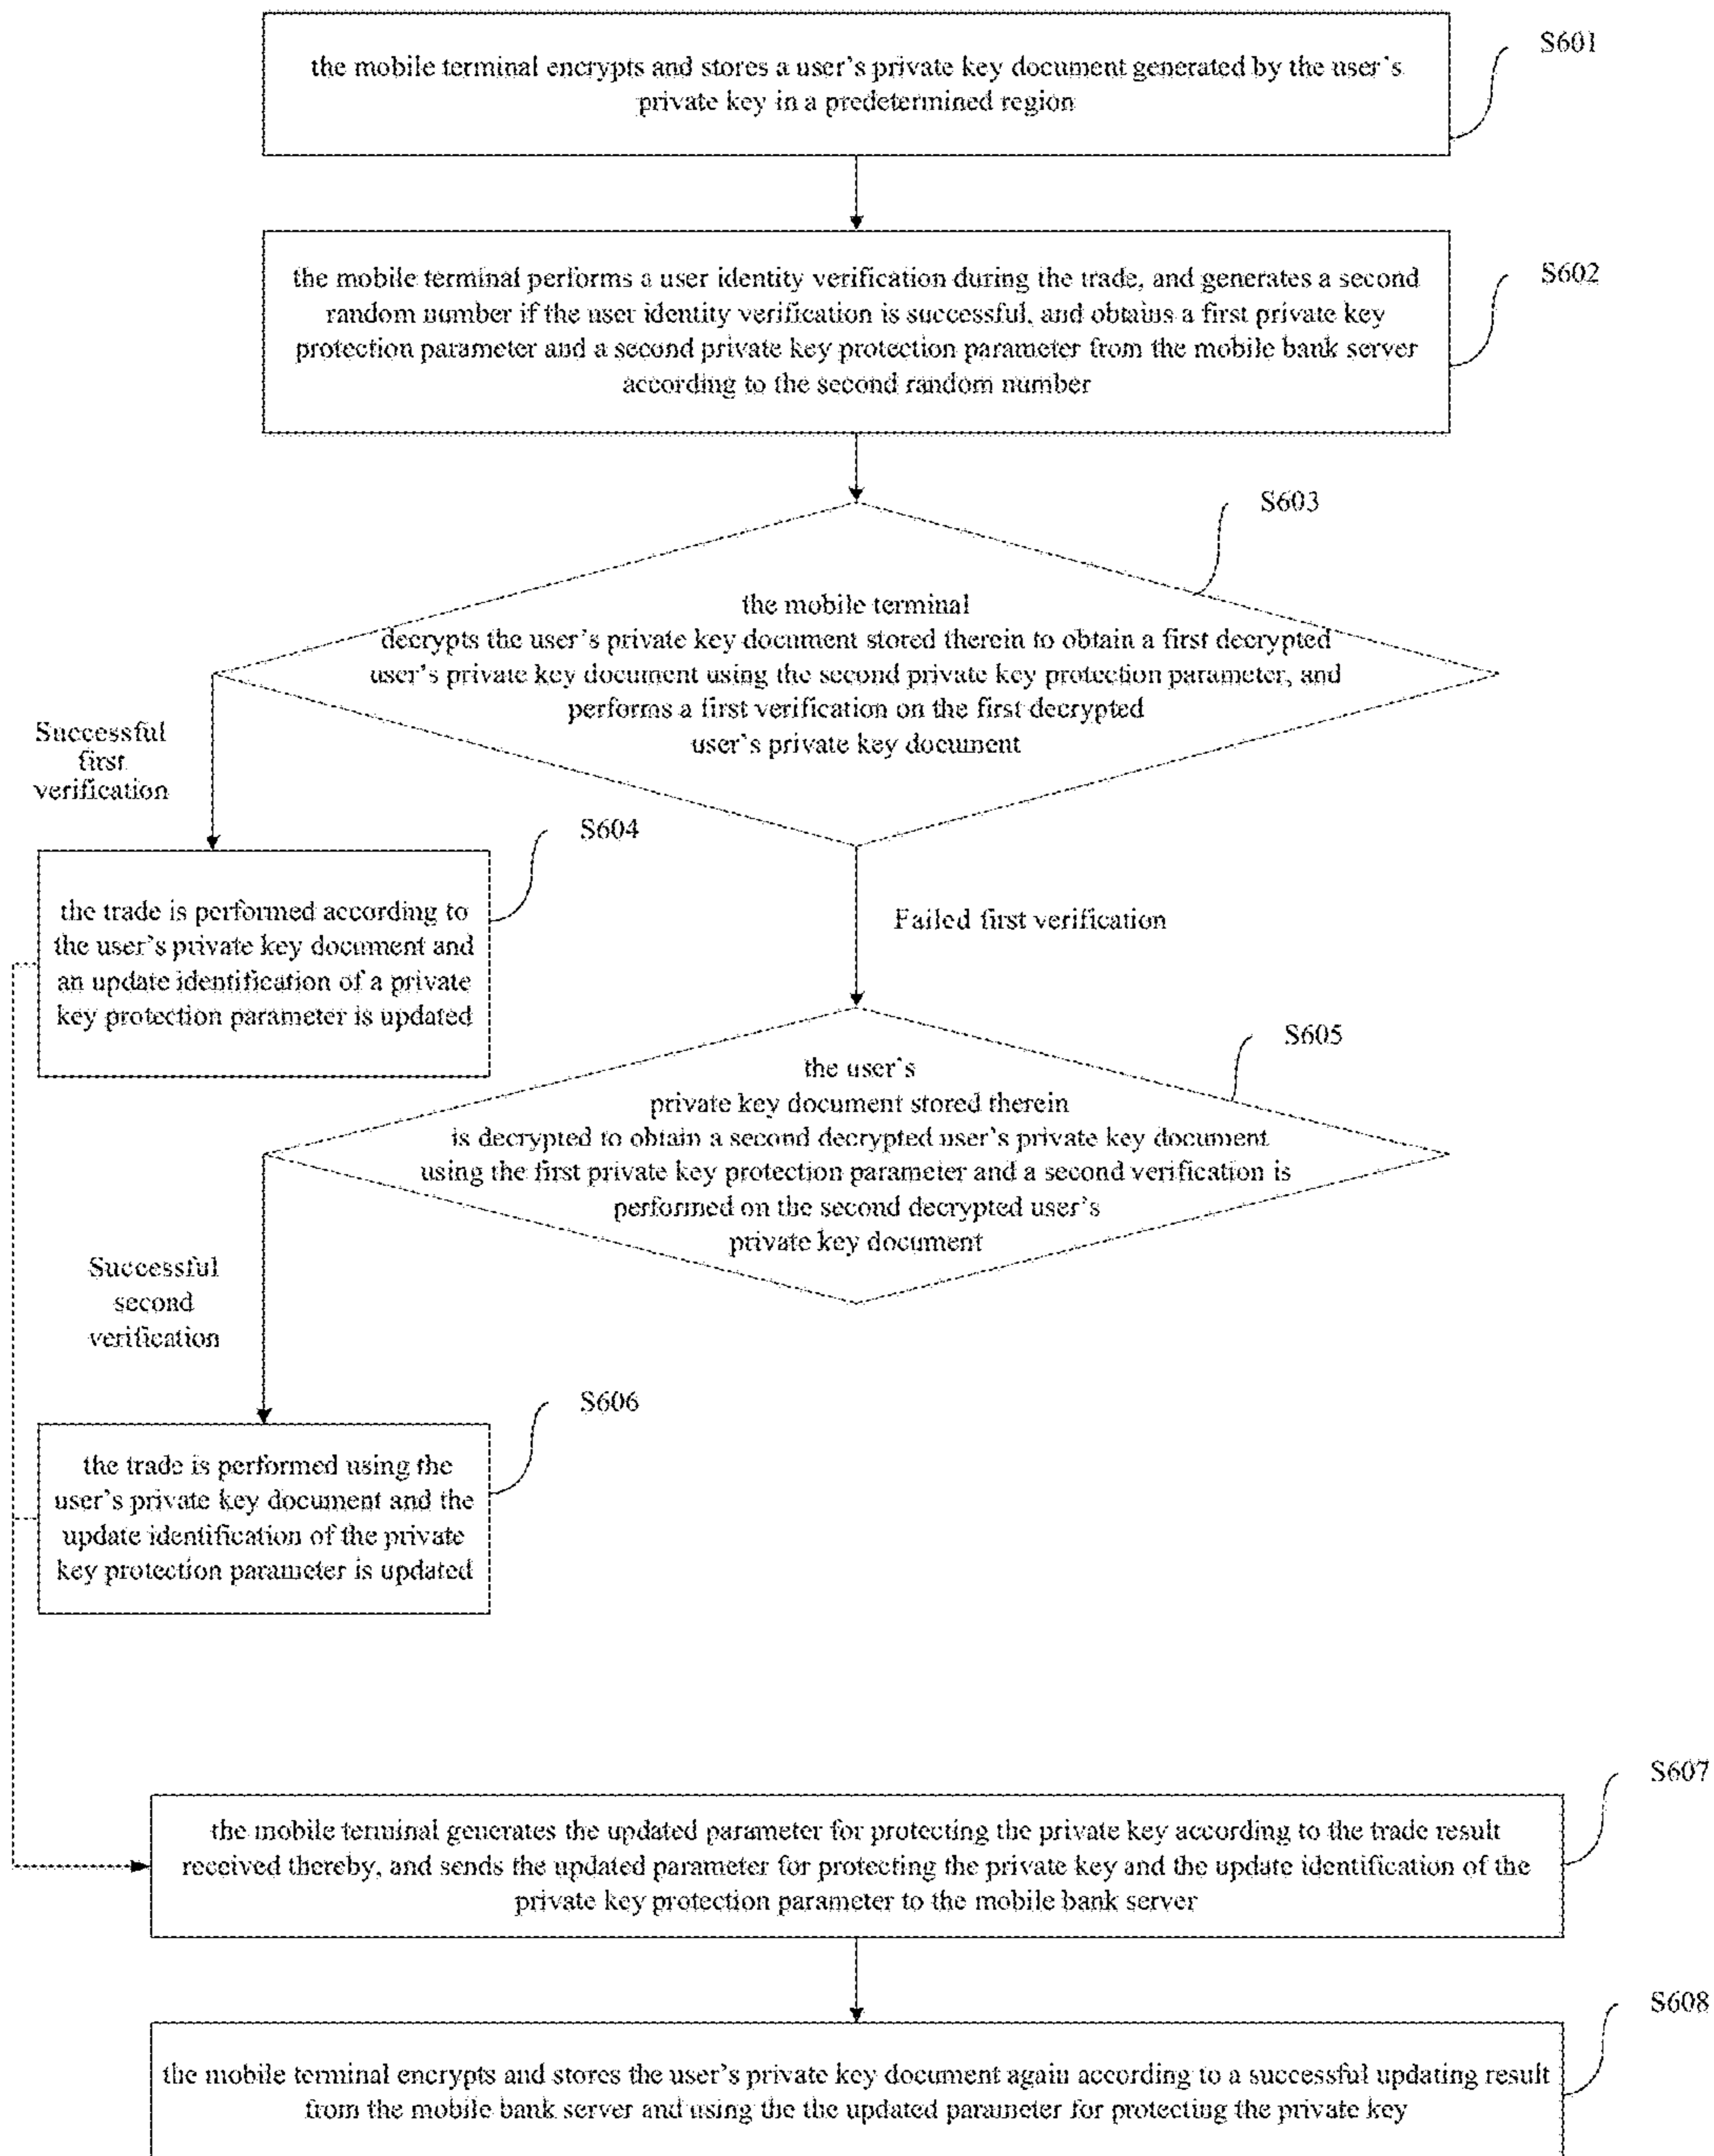 S601
the mobile terminal encrypts and stores a user's private key document generated by the user's
private key in a predetermined region
S602
the mobile terminal performs a user identity verification during the trade, and generates a second
random number if the user identity verification is successful, and obtains a first private key
protection parameter and a second private key protection parameter from the mobile bank server
according to the second random number
S603
the mobile terminal
decrypts the user's private key document stored therein to obtain a first decrypted
user's private key document using the second private key protection parameter, and
performs a first verification on the first decrypted
user's private key document
Successful
first
verification
S604
the trade is performed according to
the user's private key document and
an update identification of a private
key protection parameter is updated
Failed first verification
S605
the user's
private key document stored therein
is decrypted to obtain a second decrypted user's private key document
using the first private key protection parameter and a second verification is
performed on the second decrypted user's
private key document
Successful
second
verification
S606
the trade is performed using the
user's private key document and the
update identification of the private
key protection parameter is updated
S607
the mobile terminal generates the updated parameter for protecting the private key according to the trade result
received thereby, and sends the updated parameter for protecting the private key and the update identification of the
private key protection parameter to the mobile bank server
S608
the mobile terminal encrypts and stores the user's private key document again according to a successful updating result
from the mobile bank server and using the the updated parameter for protecting the private key